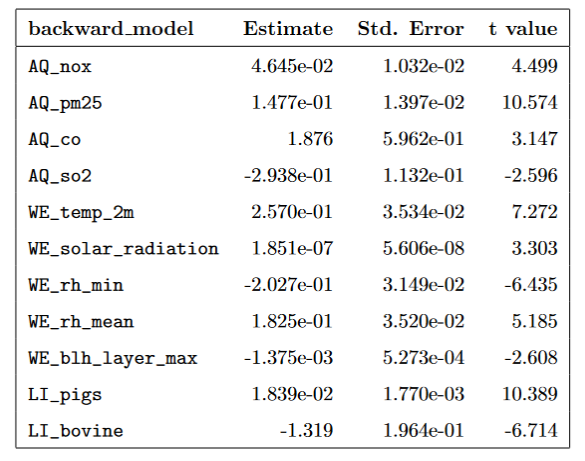 backward_model Estimate Std. Error t value
AQ_nox 4.645e-02 1.032e-02 4.499
AQ_pm25 1.477e-01 1.397e-02 10.574
AQ_co 1.876 5.962e-01 3.147
AQ_so2 -2.938e-01 1.132e-01 -2.596
WE_temp_2m 2.570e-01 3.534e-02 7.272
WE_solar_radiation 1.851e-07 5.606e-08 3.303
WE_rh_min -2.027e-01 3.149e-02 -6.435
WE_rh_mean 1.825e-01 3.520e-02 5.185
WE_blh_layer_max -1.375e-03 5.273e-04 -2.608
LI_pigs 1.839e-02 1.770e-03 10.389
LI_bovine -1.319 1.964e-01 -6.714